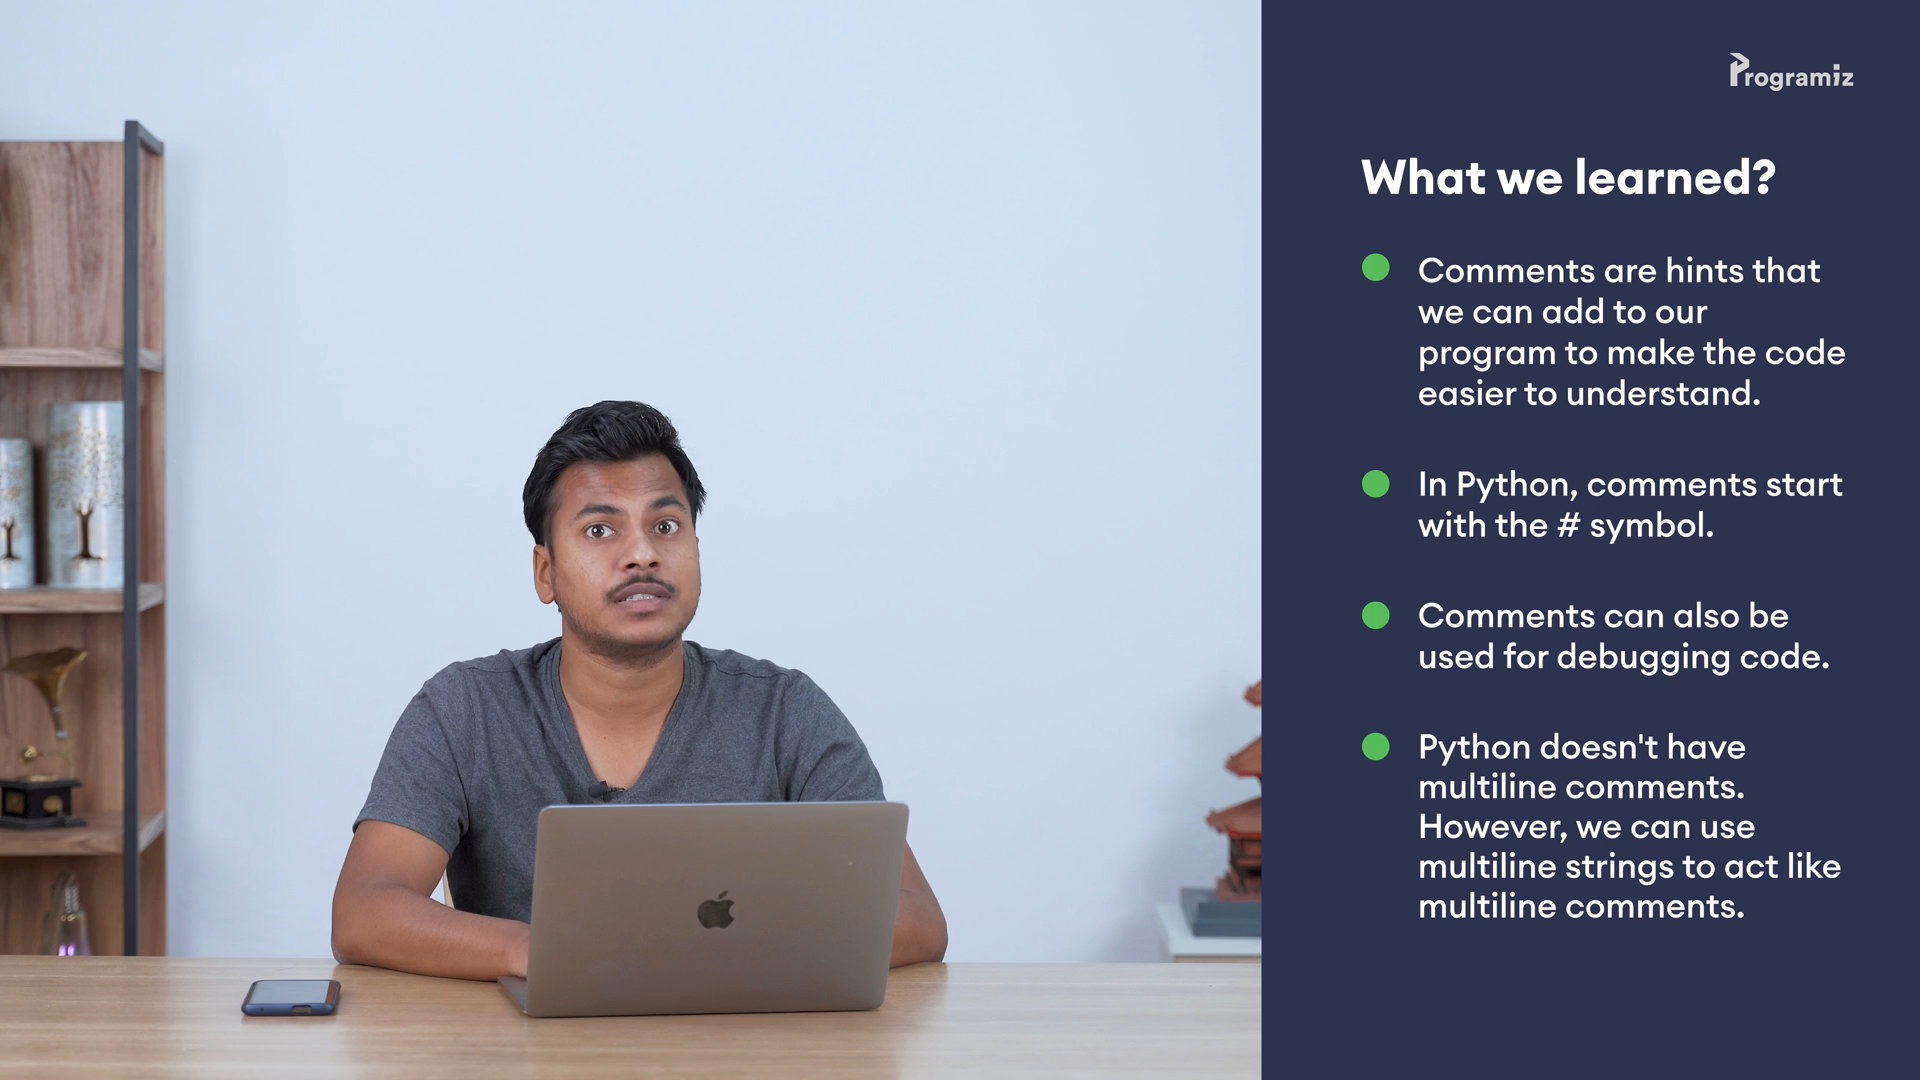 Programiz
What we learned?
Comments are hints that
we can add to our
program to make the code
easier to understand.
In Python, comments start
with the # symbol.
Comments can also be
used for debugging code.
Python doesn't have
multiline comments.
However, we can use
multiline strings to act like
multiline comments.